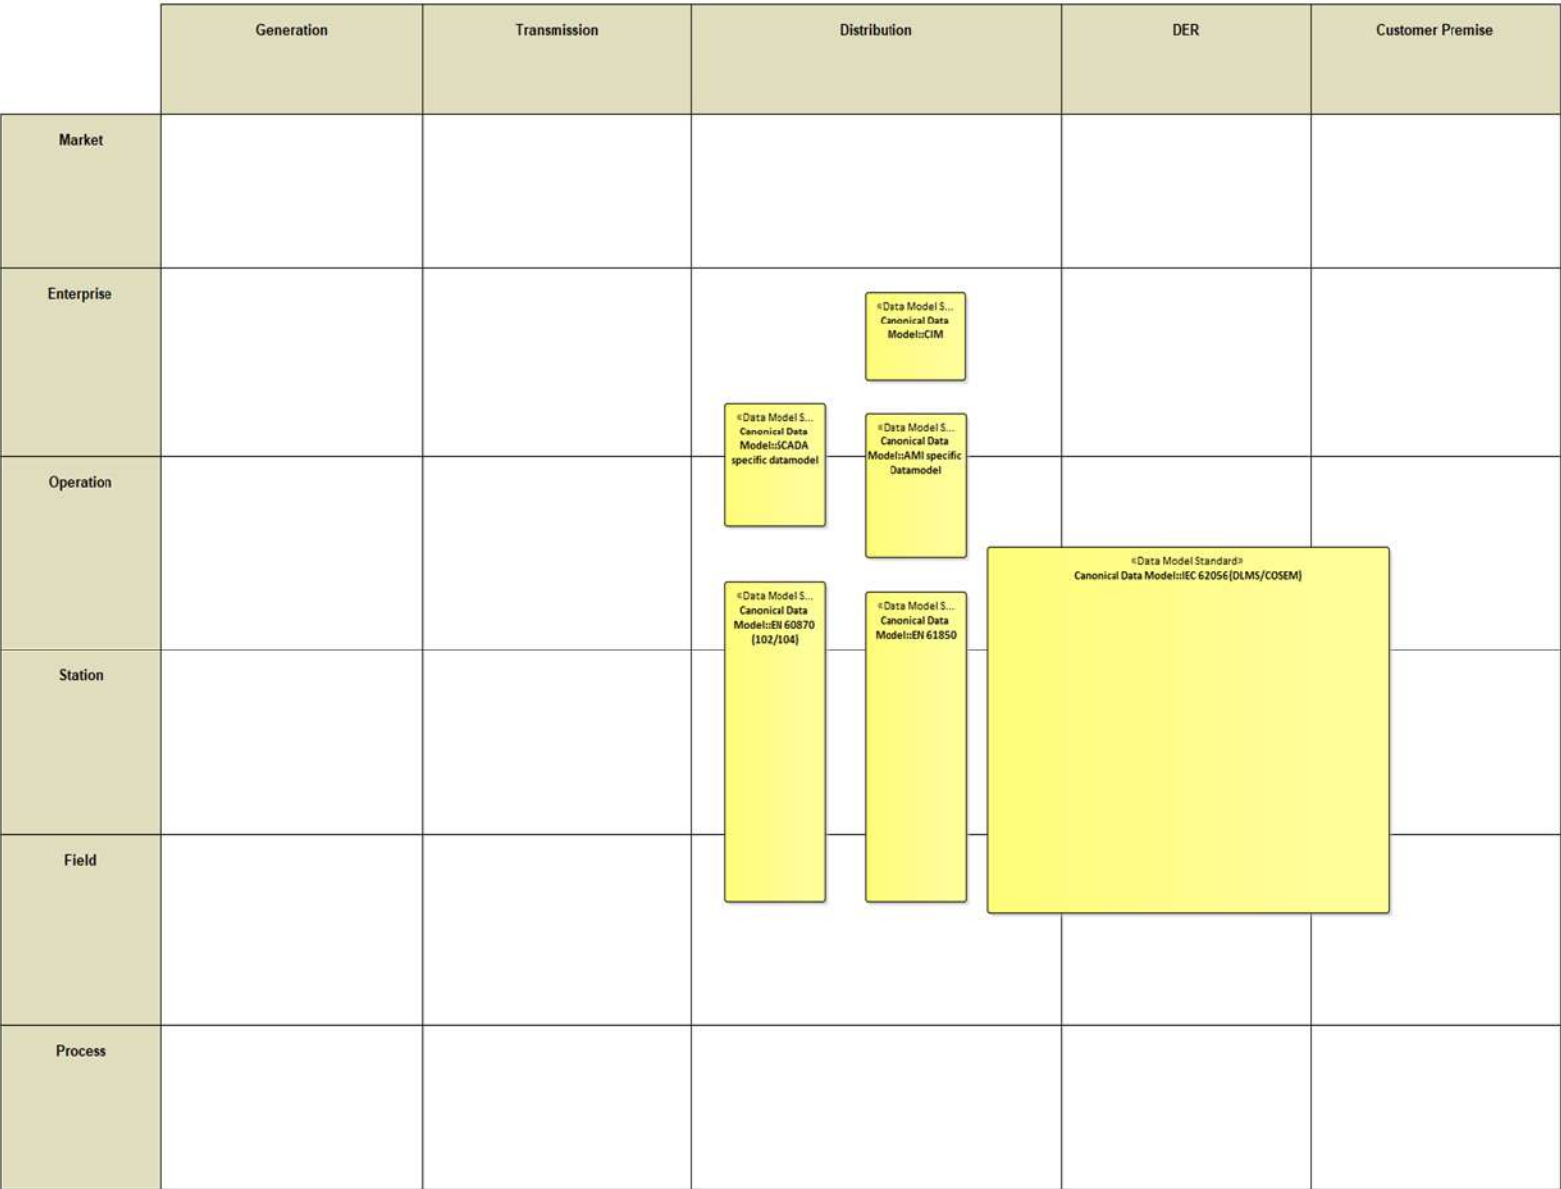 Generation
Transmission
Distribution
DER
Customer Premise
Market
Enterprise
«Data Model S...
Canonical Data
Model::CIM
«Data Model S...
Canonical Data
Model::SCADA
specific datamodel
«Data Model S...
Canonical Data
Model::AMI specific
Datamodel
Operation
«Data Model Standard»
Canonical Data Model::IEC 62056(DLMS/COSEM)
«Data Model S...
Canonical Data
Model::EN 60870
(102/104)
«Data Model S...
Canonical Data
Model::EN 61850
Station
Field
Process